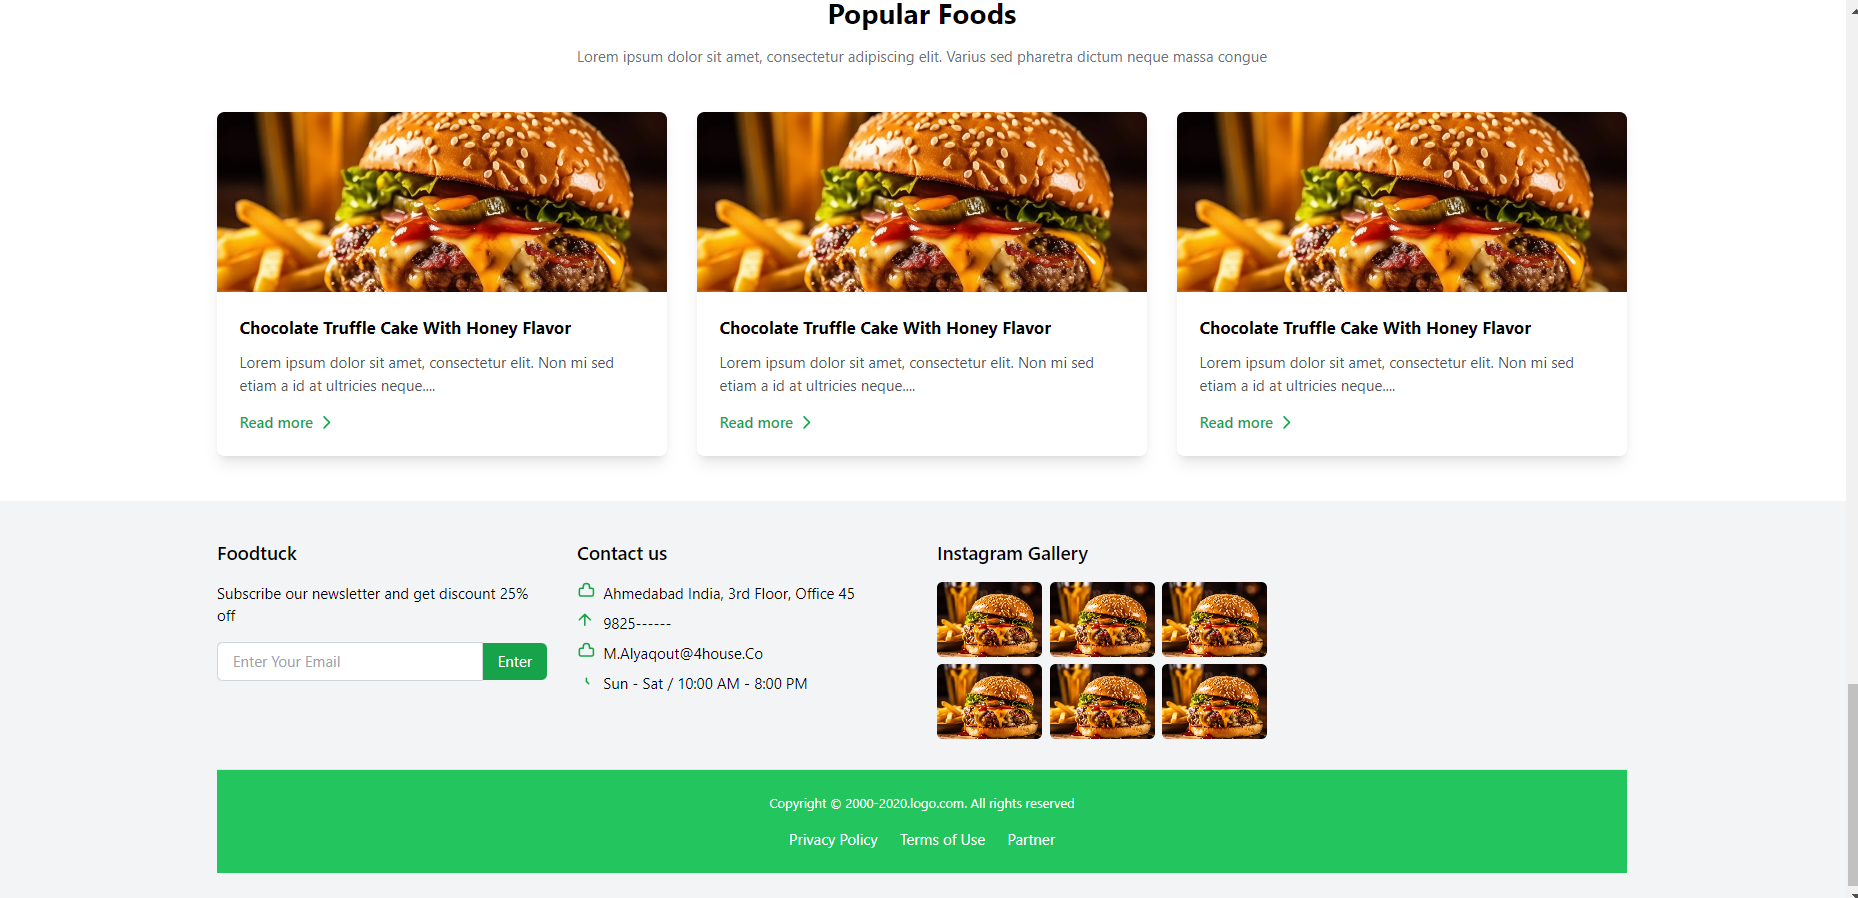 Popular Foods
Lorem ipsum dolor sit amet, consectetur adipiscing elit. Varius sed pharetra dictum neque massa congue
Chocolate Truffle Cake With Honey Flavor
Lorem ipsum dolor sit amet, consectetur elit. Non mi sed
etiam a id at ultricies neque....
Read more
Chocolate Truffle Cake With Honey Flavor
Lorem ipsum dolor sit amet, consectetur elit. Non mi sed
etiam a id at ultricies neque....
Read more
Chocolate Truffle Cake With Honey Flavor
Lorem ipsum dolor sit amet, consectetur elit. Non mi sed
etiam a id at ultricies neque....
Read more
Foodtuck
Subscribe our newsletter and get discount 25%
off
Enter Your Email
Enter
Contact us
Ahmedabad India, 3rd Floor, Office 45
9825------
M.Alyaqout@4house.Co
Sun - Sat / 10:00 AM - 8:00 PM
Instagram Gallery
Copyright © 2000-2020.logo.com. All rights reserved
Privacy Policy
Terms of Use
Partner